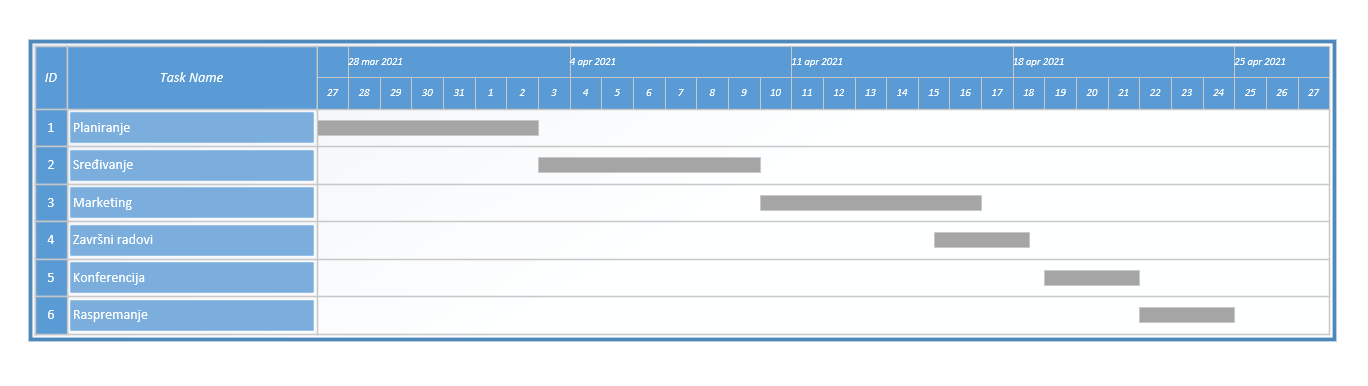 ID Task Name 28 mar 2021 4 apr 2021 11 apr 2021 18 apr 2021 25 apr 2021
27 28 29 30 31 1 2 3 4 5 6 7 8 9 10 11 12 13 14 15 16 17 18 19 20 21 22 23 24 25 26 27
1 Planiranje
2 Sređivanje
3 Marketing
4 Završni radovi
5 Konferencija
6 Raspremanje